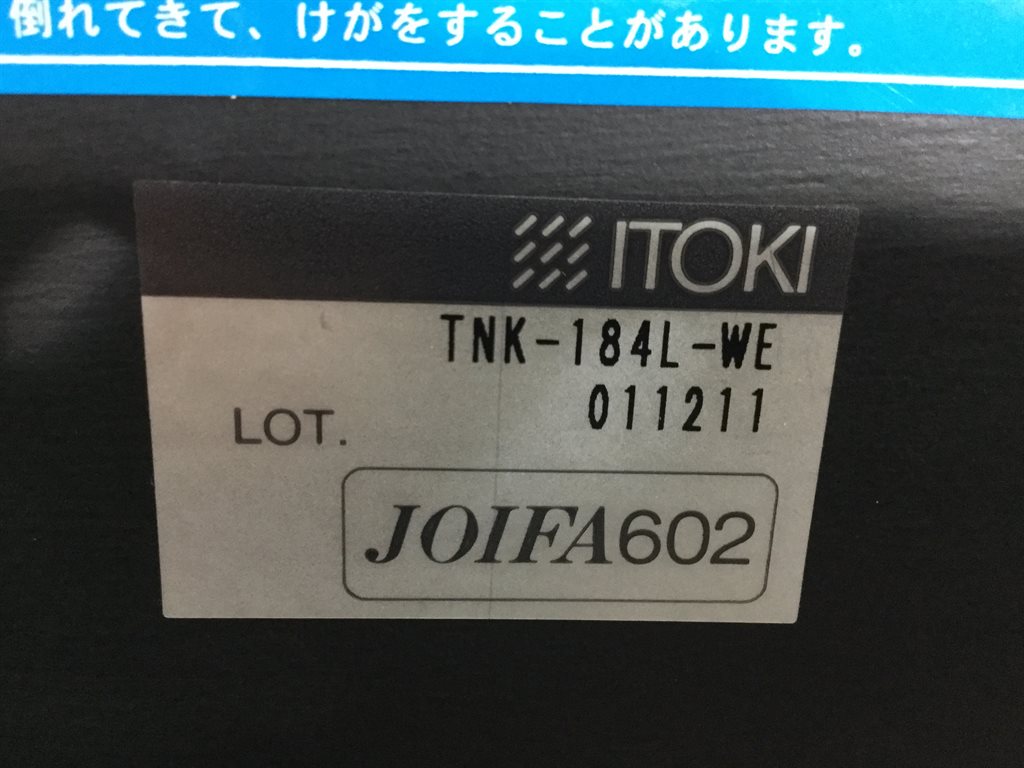 倒れてきて、けがをすることがあります。
ITOKI
TNK-184L-WE
LOT. 011211
JOIFA602